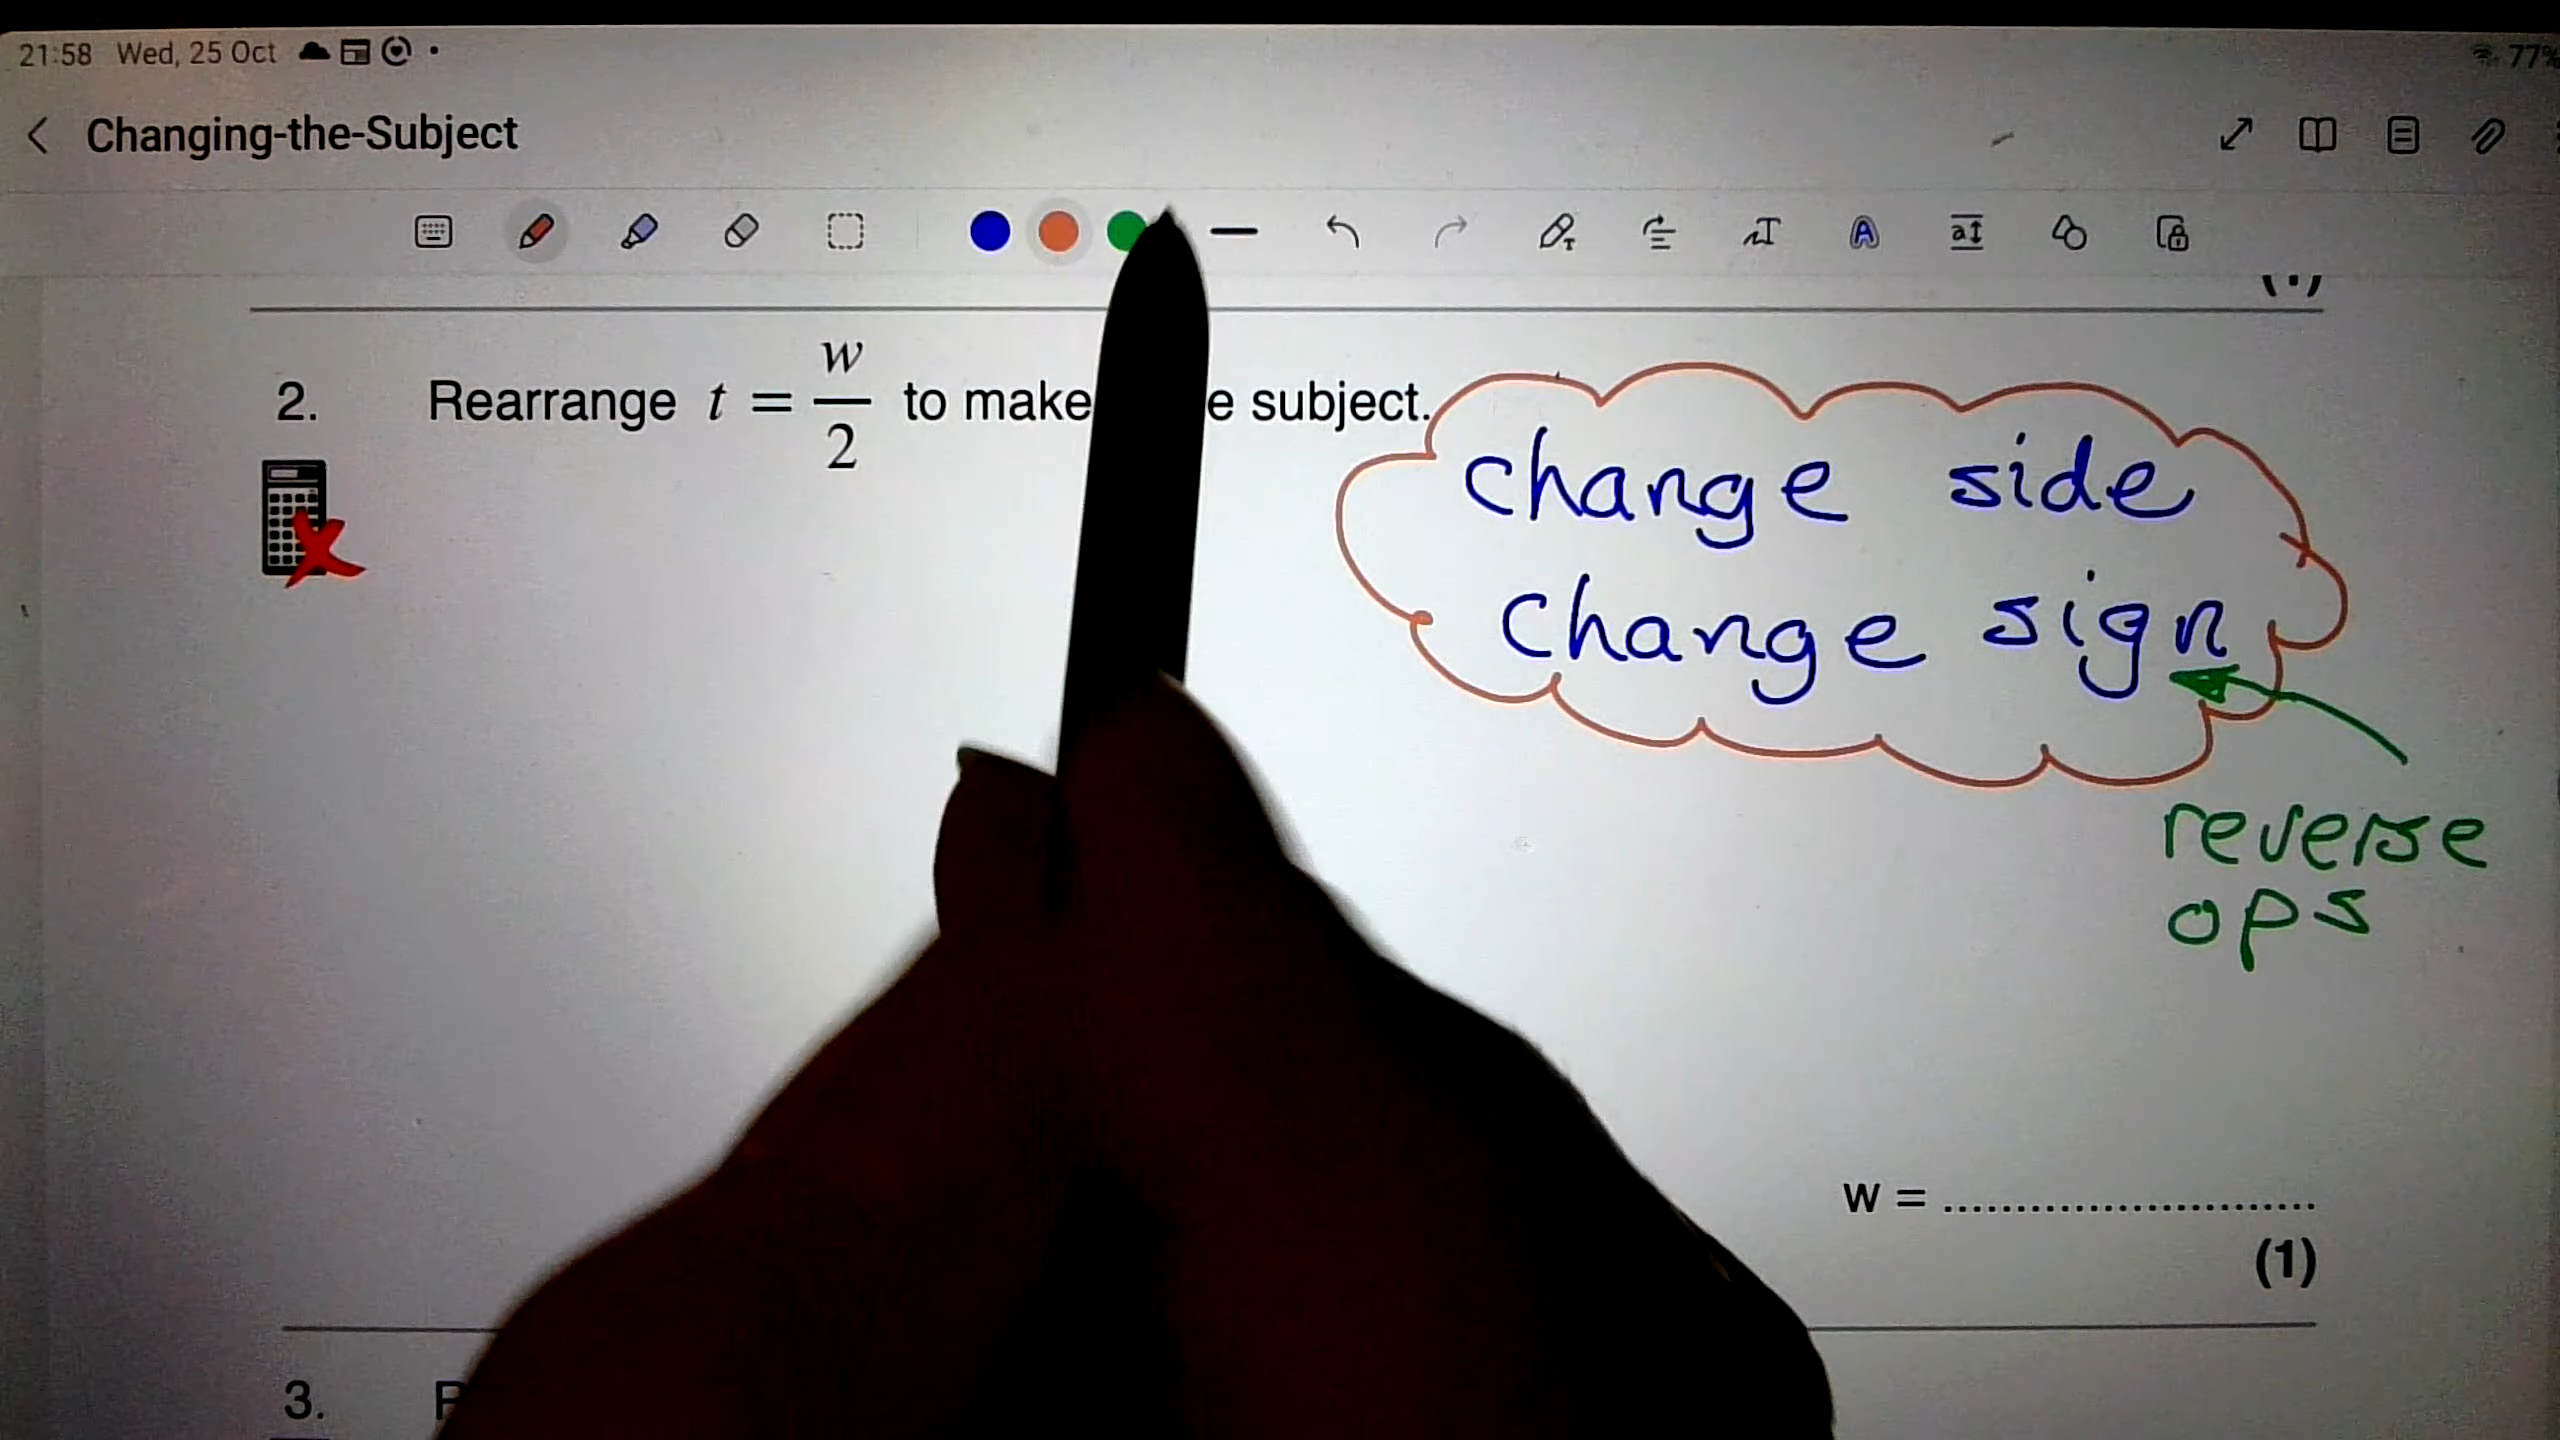 21:58 Wed, 25 Oct
77%
Changing-the-Subject
2. Rearrange t = w/2 to make e subject.
change side
change sign
reverse
ops
w = ..........................
(1)
3.